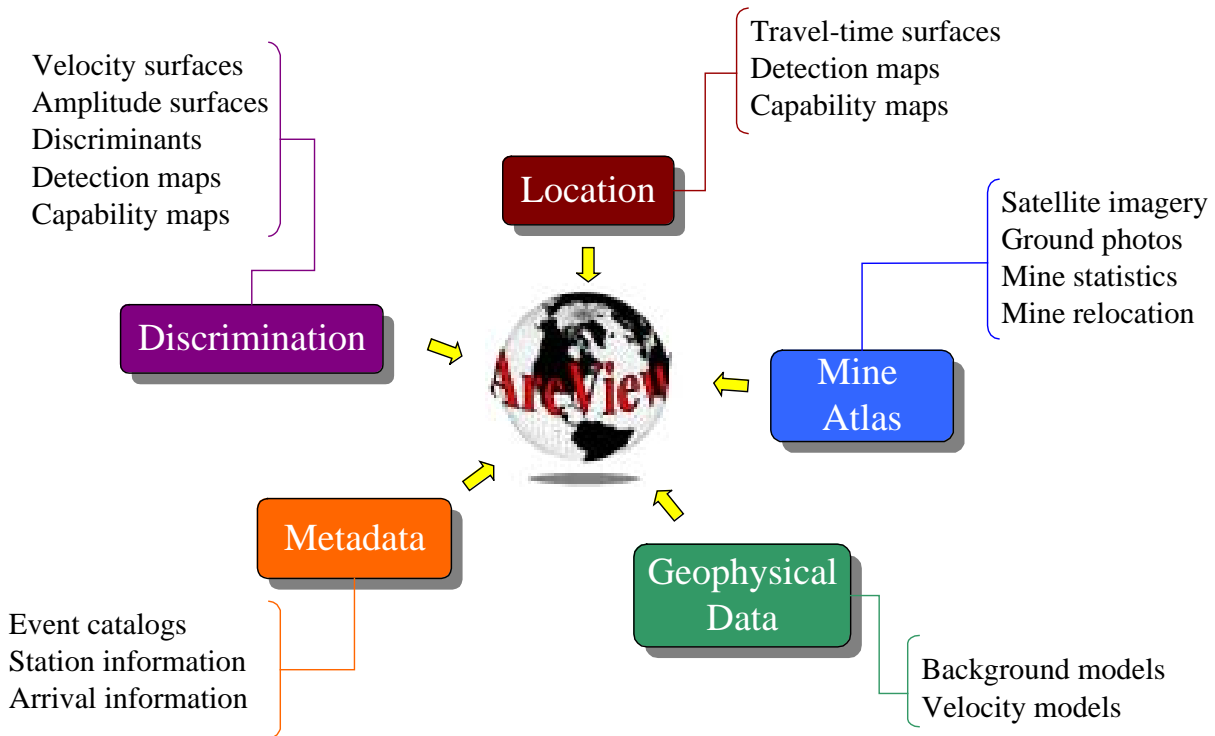 Travel-time surfaces
Detection maps
Capability maps
Velocity surfaces
Amplitude surfaces
Discriminants
Detection maps
Capability maps
Location
Satellite imagery
Ground photos
Mine statistics
Mine relocation
Discrimination
ArcView
Mine
Atlas
Metadada
Geophysical
Data
Event catalogs
Station information
Arrival information
Background models
Velocity models